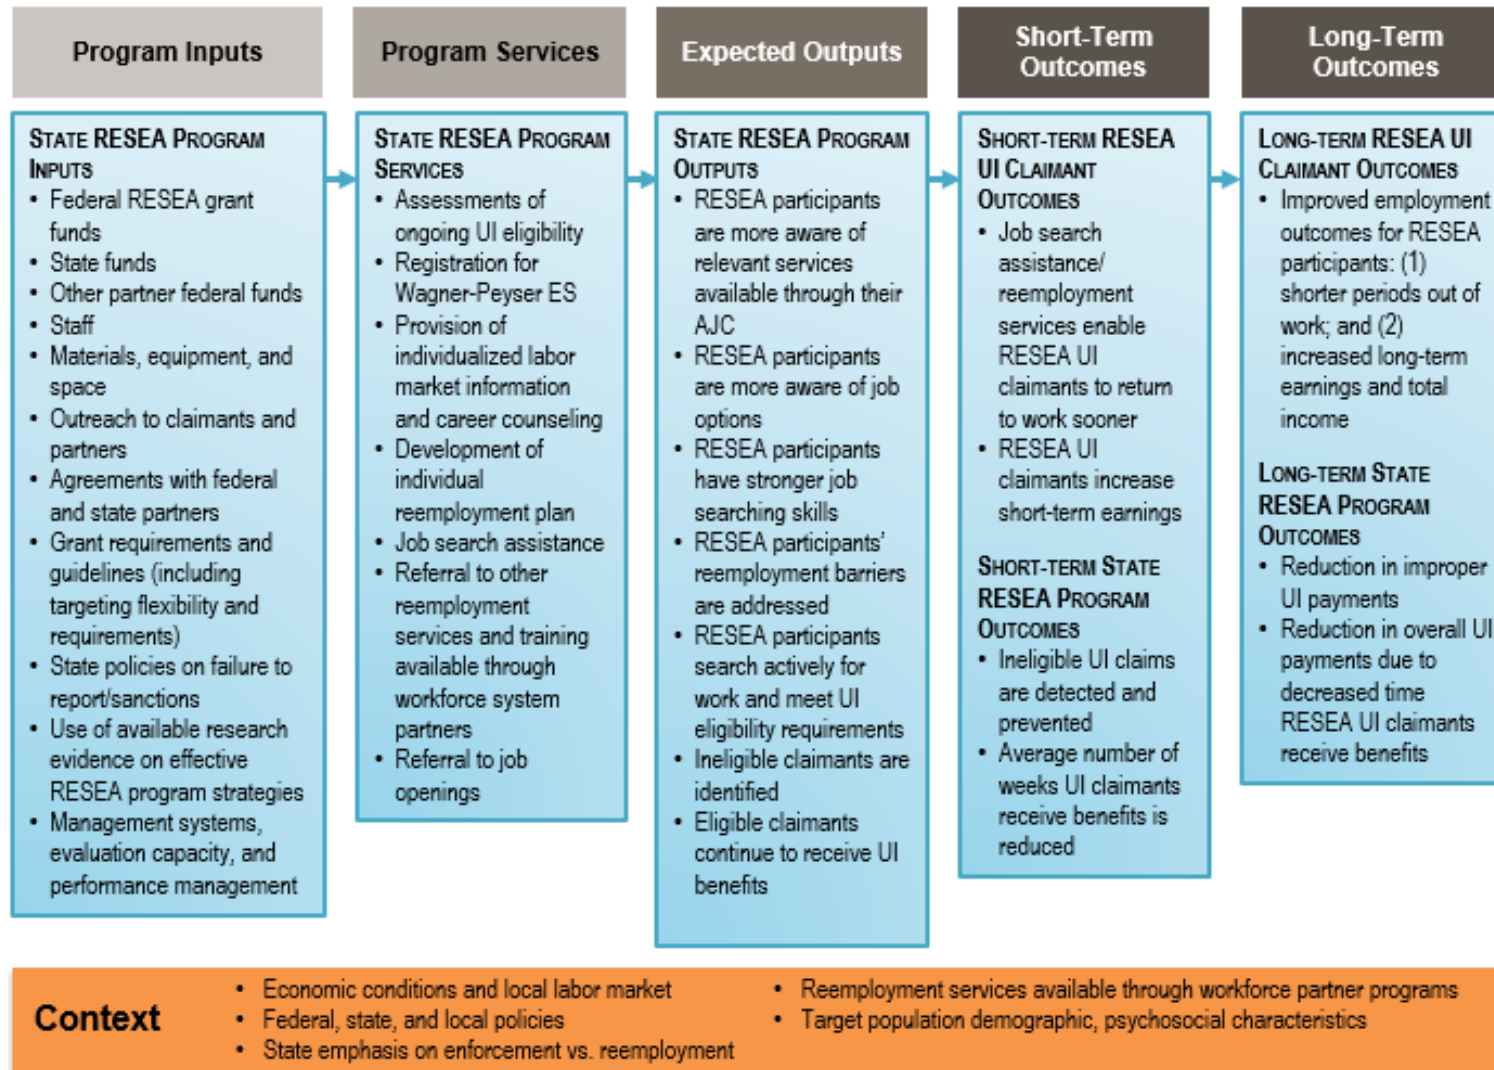 Program Inputs
STATE RESEA PROGRAM
INPUTS
• Federal RESEA grant
funds
• State funds
• Other partner federal funds
• Staff
• Materials, equipment, and
space
• Outreach to claimants and
partners
• Agreements with federal
and state partners
• Grant requirements and
guidelines (including
targeting flexibility and
requirements)
• State policies on failure to
report/sanctions
• Use of available research
evidence on effective
RESEA program strategies
• Management systems,
evaluation capacity, and
performance management
Program Services
STATE RESEA PROGRAM
SERVICES
• Assessments of
ongoing UI eligibility
• Registration for
Wagner-Peyser ES
• Provision of
individualized labor
market information
and career counseling
• Development of
individual
reemployment plan
• Job search assistance
• Referral to other
reemployment
services and training
available through
workforce system
partners
• Referral to job
openings
Expected Outputs
STATE RESEA PROGRAM
OUTPUTS
• RESEA participants
are more aware of
relevant services
available through their
AJC
• RESEA participants
are more aware of job
options
• RESEA participants
have stronger job
searching skills
• RESEA participants'
reemployment barriers
are addressed
• RESEA participants
search actively for
work and meet UI
eligibility requirements
• Ineligible claimants are
identified
• Eligible claimants
continue to receive UI
benefits
Short-Term
Outcomes
SHORT-TERM RESEA
UI CLAIMANT
OUTCOMES
• Job search
assistance/
reemployment
services enable
RESEA UI
claimants to return
to work sooner
• RESEA UI
claimants increase
short-term earnings
SHORT-TERM STATE
RESEA PROGRAM
OUTCOMES
• Ineligible UI claims
are detected and
prevented
• Average number of
weeks UI claimants
receive benefits is
reduced
Long-Term
Outcomes
LONG-TERM RESEA UI
CLAIMANT OUTCOMES
• Improved employment
outcomes for RESEA
participants: (1)
shorter periods out of
work; and (2)
increased long-term
earnings and total
income
LONG-TERM STATE
RESEA PROGRAM
OUTCOMES
• Reduction in improper
UI payments
• Reduction in overall UI
payments due to
decreased time
RESEA UI claimants
receive benefits
Context
• Economic conditions and local labor market
• Federal, state, and local policies
• State emphasis on enforcement vs. reemployment
• Reemployment services available through workforce partner programs
• Target population demographic, psychosocial characteristics